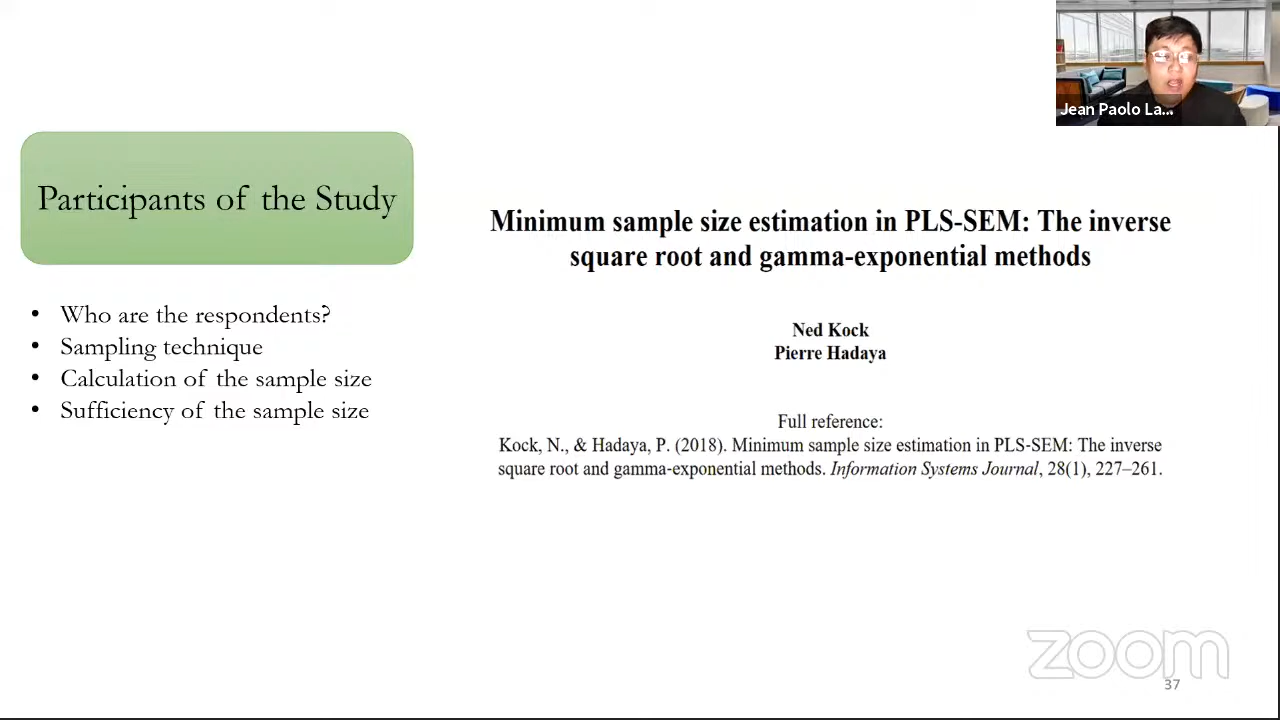 Jean Paolo La...
Participants of the Study
• Who are the respondents?
• Sampling technique
• Calculation of the sample size
• Sufficiency of the sample size
Minimum sample size estimation in PLS-SEM: The inverse
square root and gamma-exponential methods
Ned Kock
Pierre Hadaya
Full reference:
Kock, N., & Hadaya, P. (2018). Minimum sample size estimation in PLS-SEM: The inverse
square root and gamma-exponential methods. Information Systems Journal, 28(1), 227–261.
zoom
37